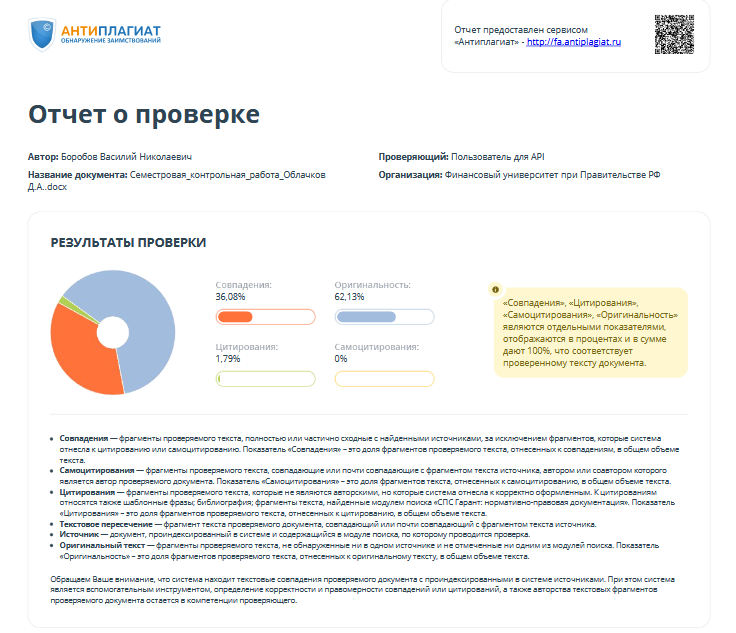 АНТИПЛАГИАТ
ОБНАРУЖЕНИЕ ЗАИМСТВОВАНИЙ
Отчет предоставлен сервисом
«Антиплагиат» - http://fa.antiplagiat.ru
Отчет о проверке
Автор: Боробов Василий Николаевич
Название документа: Семестровая_контрольная_работа_Облачков
Д.А..docx
Проверяющий: Пользователь для API
Организация: Финансовый университет при Правительстве РФ
РЕЗУЛЬТАТЫ ПРОВЕРКИ
Совпадения:
36,08%
Оригинальность:
62,13%
Цитирования:
1,79%
Самоцитирования:
0%
«Совпадения», «Цитирования»,
«Самоцитирования», «Оригинальность»
являются отдельными показателями,
отображаются в процентах и в сумме
дают 100%, что соответствует
проверенному тексту документа.
• Совпадения — фрагменты проверяемого текста, полностью или частично сходные с найденными источниками, за исключением фрагментов, которые система
отнесла к цитированию или самоцитированию. Показатель «Совпадения» – это доля фрагментов проверяемого текста, отнесенных к совпадениям, в общем объеме
текста.
• Самоцитирования — фрагменты проверяемого текста, совпадающие или почти совпадающие с фрагментом текста источника, автором или соавтором которого
является автор проверяемого документа. Показатель «Самоцитирования» – это доля фрагментов текста, отнесенных к самоцитированию, в общем объеме текста.
• Цитирования — фрагменты проверяемого текста, которые не являются авторскими, но которые система отнесла к корректно оформленным. К цитированиям
относятся также шаблонные фразы; библиография; фрагменты текста, найденные модулем поиска «СПС Гарант: нормативно-правовая документация». Показатель
«Цитирования» – это доля фрагментов проверяемого текста, отнесенных к цитированию, в общем объеме текста.
• Текстовое пересечение — фрагмент текста проверяемого документа, совпадающий или почти совпадающий с фрагментом текста источника.
• Источник — документ, проиндексированный в системе и содержащийся в модуле поиска, по которому проводится проверка.
• Оригинальный текст — фрагменты проверяемого текста, не обнаруженные ни в одном источнике и не отмеченные ни одним из модулей поиска. Показатель
«Оригинальность» – это доля фрагментов проверяемого текста, отнесенных к оригинальному тексту, в общем объеме текста.
Обращаем Ваше внимание, что система находит текстовые совпадения проверяемого документа с проиндексированными в системе источниками. При этом система
является вспомогательным инструментом, определение корректности и правомерности совпадений или цитирований, а также авторства текстовых фрагментов
проверяемого документа остается в компетенции проверяющего.